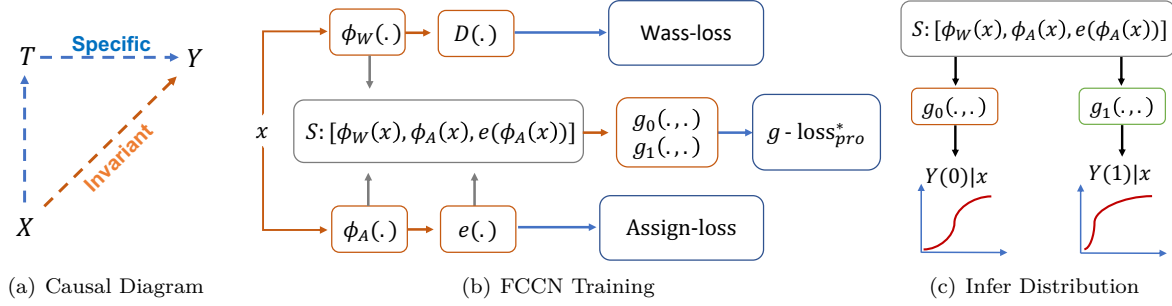 Specific
T
Y
Invariant
X
(a) Causal Diagram
x
ϕ_W(.)
D(.)
Wass-loss
S: [ϕ_W(x), ϕ_A(x), e(ϕ_A(x))]
g_0(.,.)
g_1(.,.)
g - loss*_pro
ϕ_A(.)
e(.)
Assign-loss
(b) FCCN Training
S: [ϕ_W(x), ϕ_A(x), e(ϕ_A(x))]
g_0(.,.)
g_1(.,.)
Y(0)|x
Y(1)|x
(c) Infer Distribution